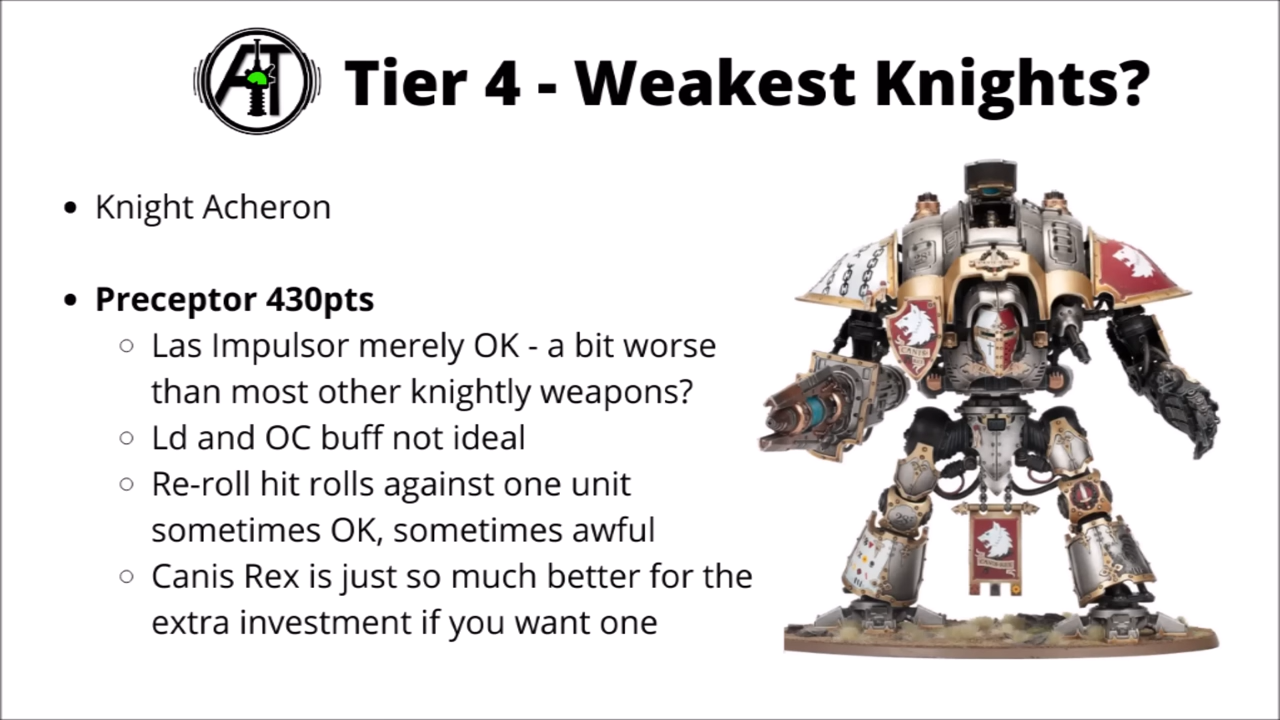 AT
Tier 4 - Weakest Knights?
• Knight Acheron
• Preceptor 430pts
○ Las Impulsor merely OK - a bit worse
than most other knightly weapons?
○ Ld and OC buff not ideal
○ Re-roll hit rolls against one unit
sometimes OK, sometimes awful
○ Canis Rex is just so much better for the
extra investment if you want one